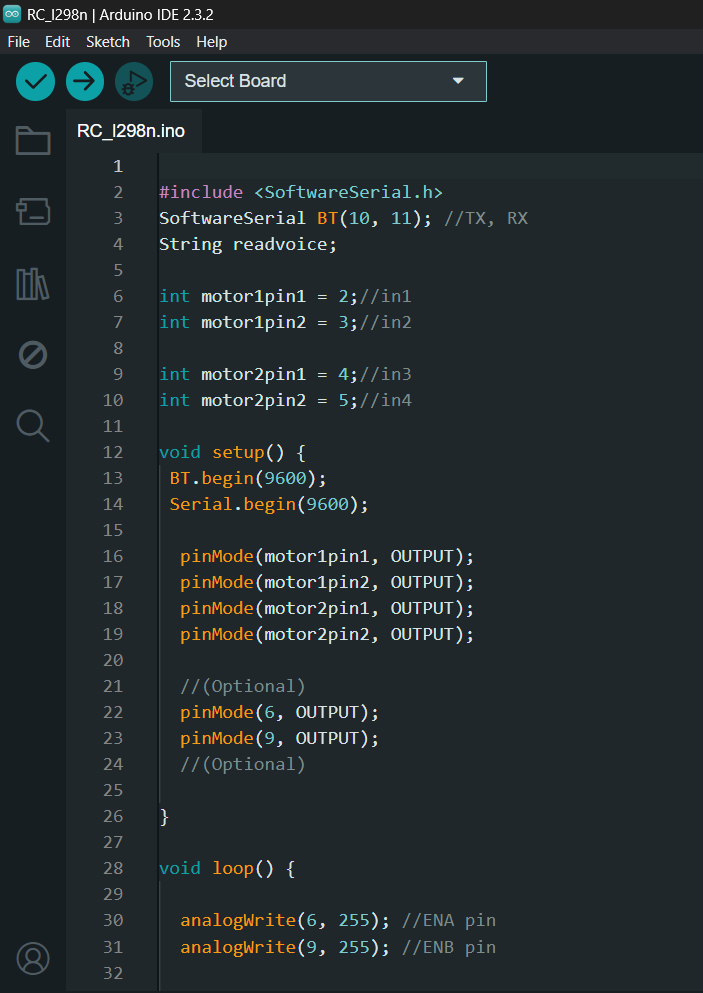 RC_l298n | Arduino IDE 2.3.2
File Edit Sketch Tools Help
Select Board
RC_l298n.ino
1
2 #include <SoftwareSerial.h>
3 SoftwareSerial BT(10, 11); //TX, RX
4 String readvoice;
5
6 int motor1pin1 = 2;//in1
7 int motor1pin2 = 3;//in2
8
9 int motor2pin1 = 4;//in3
10 int motor2pin2 = 5;//in4
11
12 void setup() {
13 BT.begin(9600);
14 Serial.begin(9600);
15
16 pinMode(motor1pin1, OUTPUT);
17 pinMode(motor1pin2, OUTPUT);
18 pinMode(motor2pin1, OUTPUT);
19 pinMode(motor2pin2, OUTPUT);
20
21 //(Optional)
22 pinMode(6, OUTPUT);
23 pinMode(9, OUTPUT);
24 //(Optional)
25
26 }
27
28 void loop() {
29
30 analogWrite(6, 255); //ENA pin
31 analogWrite(9, 255); //ENB pin
32